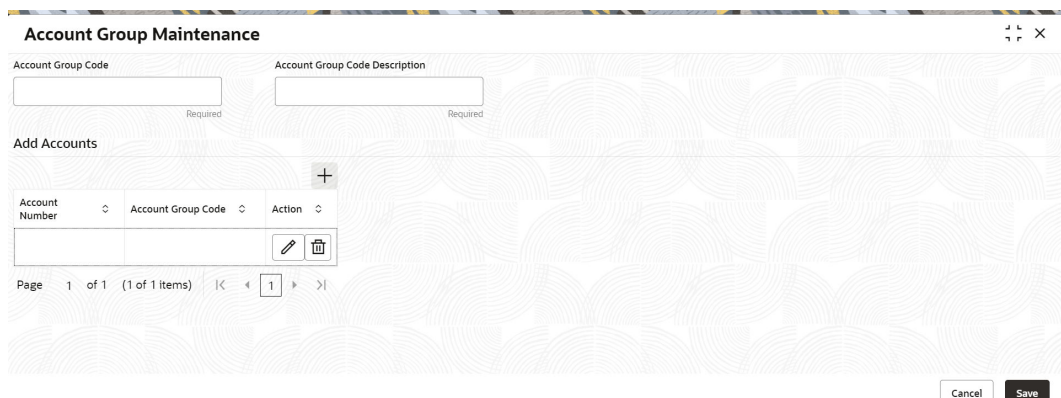 Account Group Maintenance
Account Group Code Account Group Code Description
Required Required
Add Accounts
Account Number Account Group Code Action
Page 1 of 1 (1 of 1 items) 1
Cancel Save